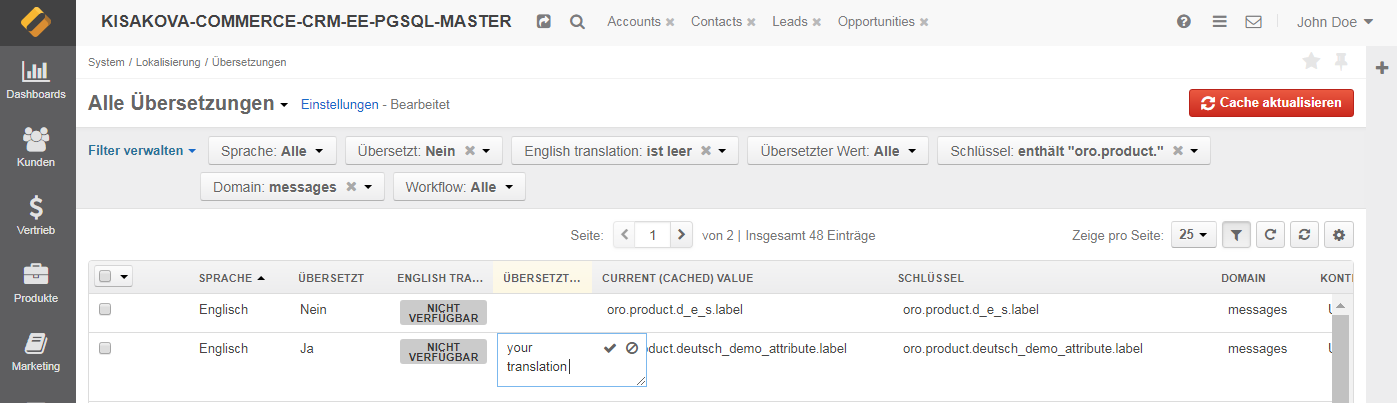 KISAKOVA-COMMERCE-CRM-EE-PGSQL-MASTER Accounts Contacts Leads Opportunities John Doe
System / Lokalisierung / Übersetzungen
Dashboards
Alle Übersetzungen Einstellungen - Bearbeitet Cache aktualisieren
Kunden
Filter verwalten Sprache: Alle Übersetzt: Nein English translation: ist leer Übersetzter Wert: Alle Schlüssel: enthält "oro.product."
Domain: messages Workflow: Alle
Vertrieb
Seite: 1 von 2 | Insgesamt 48 Einträge Zeige pro Seite: 25
Produkte
SPRACHE ÜBERSETZT ENGLISH TRA... ÜBERSETZT... CURRENT (CACHED) VALUE SCHLÜSSEL DOMAIN KONTI
Englisch Nein NICHT VERFÜGBAR oro.product.d_e_s.label oro.product.d_e_s.label messages
Marketing
Englisch Ja NICHT VERFÜGBAR your translation duct.deutsch_demo_attribute.label oro.product.deutsch_demo_attribute.label messages